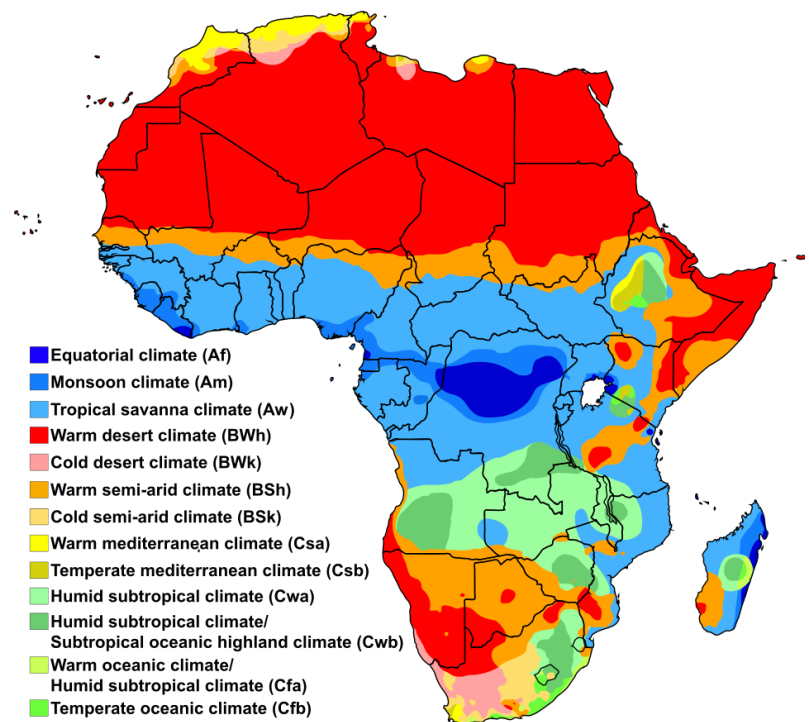 Equatorial climate (Af)
Monsoon climate (Am)
Tropical savanna climate (Aw)
Warm desert climate (BWh)
Cold desert climate (BWk)
Warm semi-arid climate (BSh)
Cold semi-arid climate (BSk)
Warm mediterranean climate (Csa)
Temperate mediterranean climate (Csb)
Humid subtropical climate (Cwa)
Humid subtropical climate/
Subtropical oceanic highland climate (Cwb)
Warm oceanic climate/
Humid subtropical climate (Cfa)
Temperate oceanic climate (Cfb)